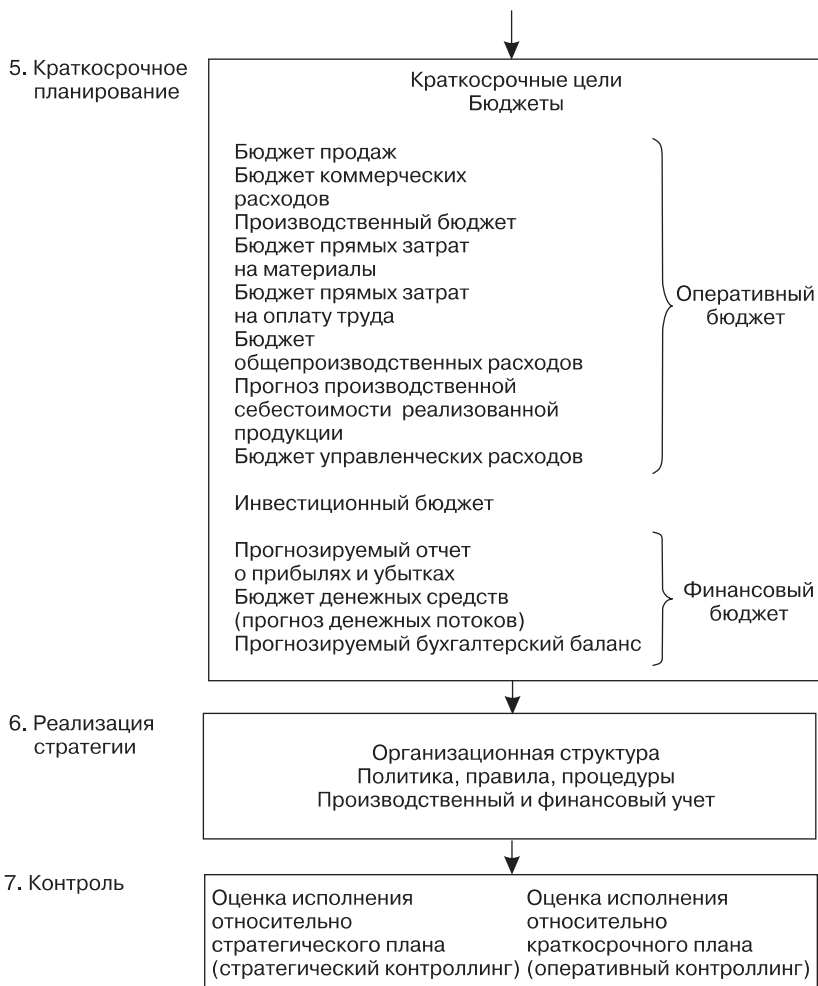 5. Краткосрочное
планирование
Краткосрочные цели
Бюджеты
Бюджет продаж
Бюджет коммерческих
расходов
Производственный бюджет
Бюджет прямых затрат
на материалы
Бюджет прямых затрат
на оплату труда
Бюджет
общепроизводственных расходов
Прогноз производственной
себестоимости реализованной
продукции
Бюджет управленческих расходов
Оперативный
бюджет
Инвестиционный бюджет
Прогнозируемый отчет
о прибылях и убытках
Бюджет денежных средств
(прогноз денежных потоков)
Прогнозируемый бухгалтерский баланс
Финансовый
бюджет
6. Реализация
стратегии
Организационная структура
Политика, правила, процедуры
Производственный и финансовый учет
7. Контроль
Оценка исполнения
относительно
стратегического плана
(стратегический контроллинг)
Оценка исполнения
относительно
краткосрочного плана
(оперативный контроллинг)